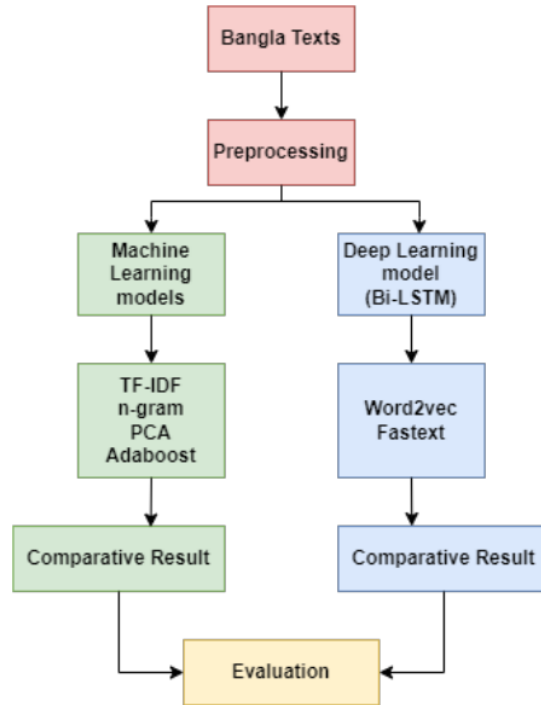 Bangla Texts
Preprocessing
Machine
Learning
models
Deep Learning
model
(Bi-LSTM)
TF-IDF
n-gram
PCA
Adaboost
Word2vec
Fastext
Comparative Result
Comparative Result
Evaluation